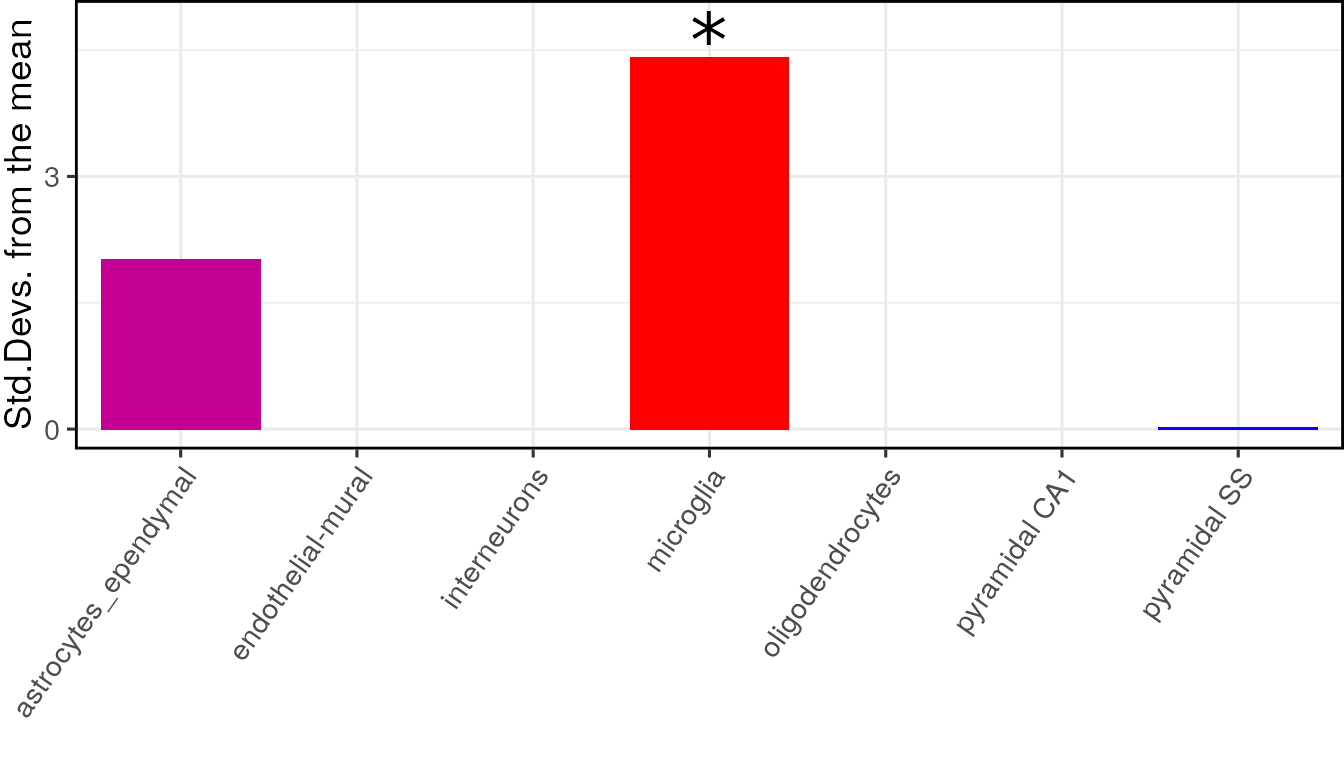 Std.Devs. from the mean
*
3
0
astrocytes_ependymal
endothelial-mural
interneurons
microglia
oligodendrocytes
pyramidal CA1
pyramidal SS